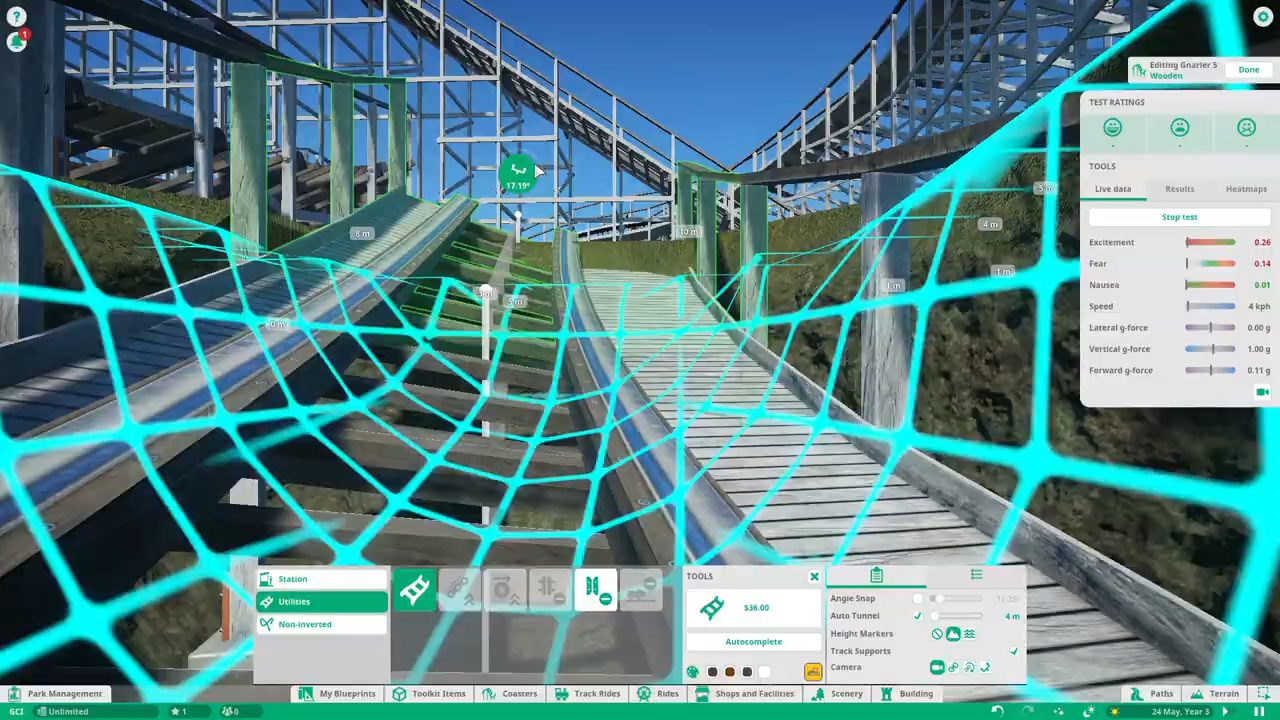 ?
1
Editing Gnarler 5
Wooden
Done
TEST RATINGS
-
-
-
TOOLS
Live data
Results
Heatmaps
Stop test
Excitement 0.26
Fear 0.14
Nausea 0.01
Speed 4 kph
Lateral g-force 0.00 g
Vertical g-force 1.00 g
Forward g-force 0.11 g
17.19°
8 m
10 m
4 m
0 m
5 m
Station
Utilities
Non-inverted
TOOLS
$36.00
Autocomplete
Angle Snap
Auto Tunnel 4 m
Height Markers
Track Supports
Camera
Park Management
My Blueprints
Toolkit Items
Coasters
Track Rides
Rides
Shops and Facilities
Scenery
Building
Paths
Terrain
GCI
Unlimited
1
0
24 May, Year 3